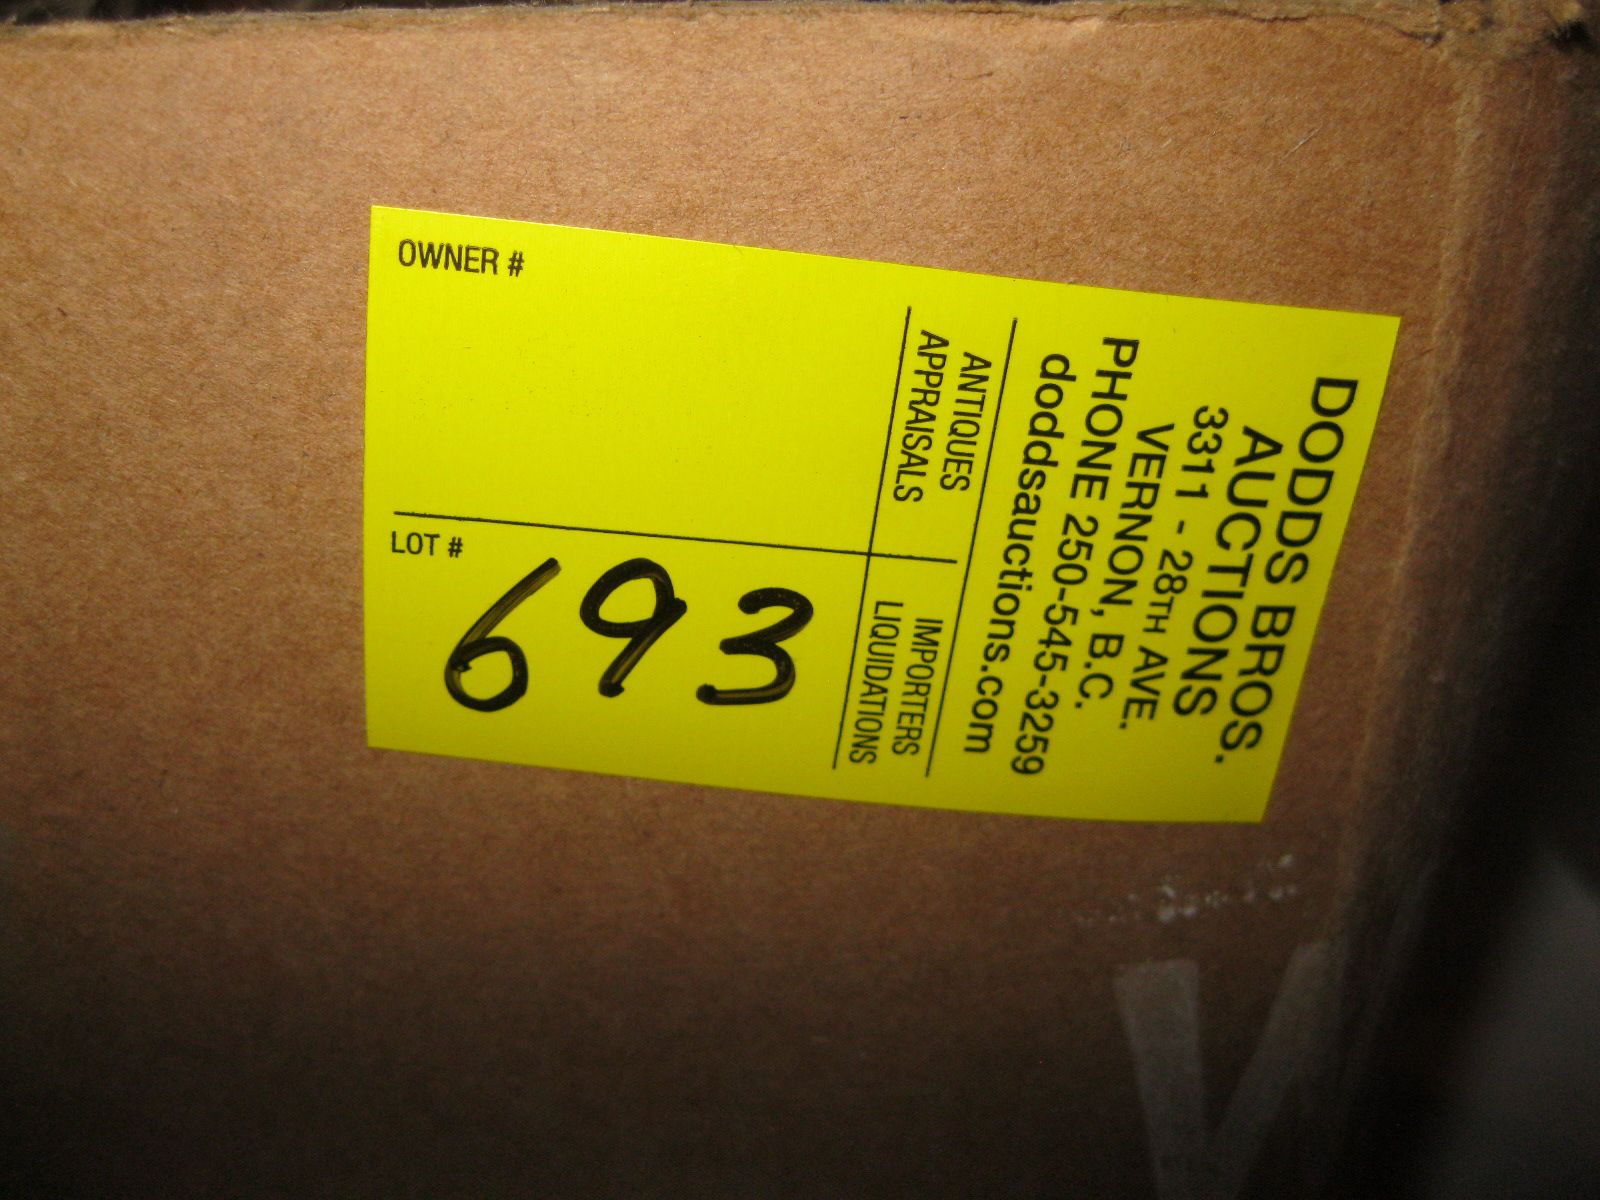 OWNER #
LOT #
693
DODDS BROS.
AUCTIONS
3311 - 28TH AVE.
VERNON, B.C.
PHONE 250-545-3259
doddsauctions.com
ANTIQUES
APPRAISALS
IMPORTERS
LIQUIDATIONS